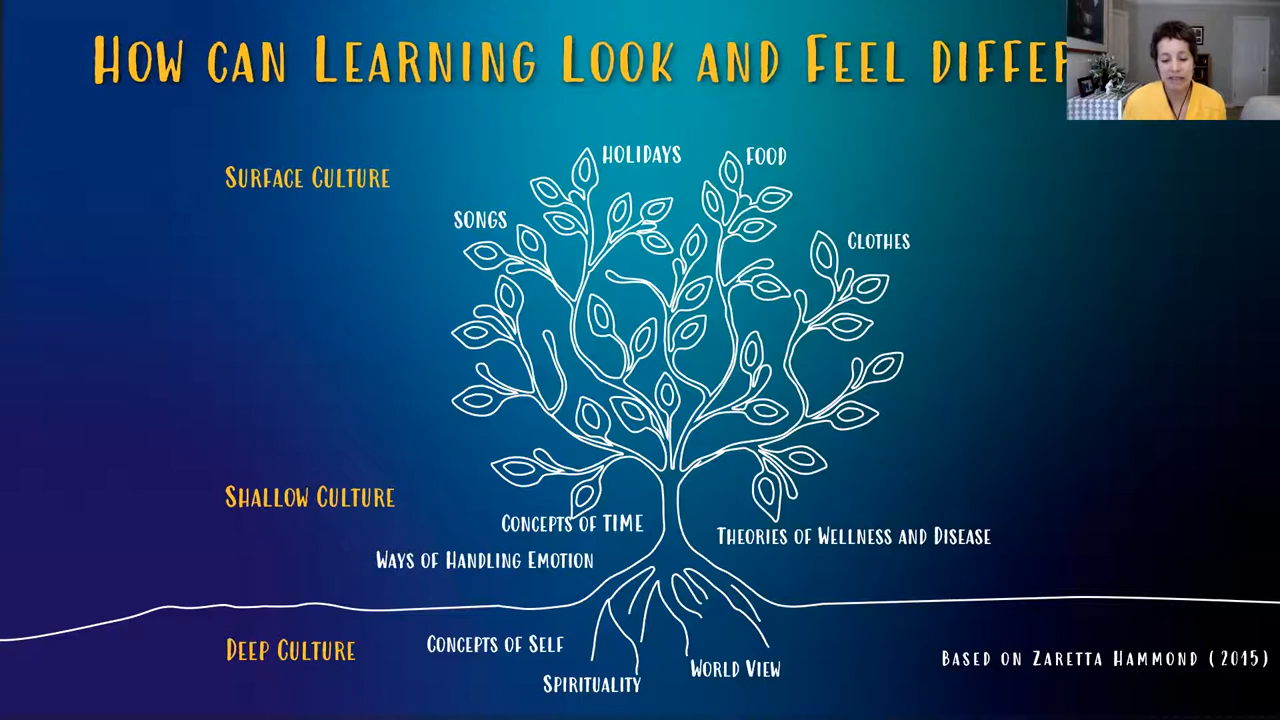 HOW CAN LEARNING LOOK AND FEEL DIFFE
HOLIDAYS
FOOD
SURFACE CULTURE
SONGS
CLOTHES
SHALLOW CULTURE
CONCEPTS OF TIME
THEORIES OF WELLNESS AND DISEASE
WAYS OF HANDLING EMOTION
DEEP CULTURE
CONCEPTS OF SELF
BASED ON ZARETTA HAMMOND (2015)
WORLD VIEW
SPIRITUALITY